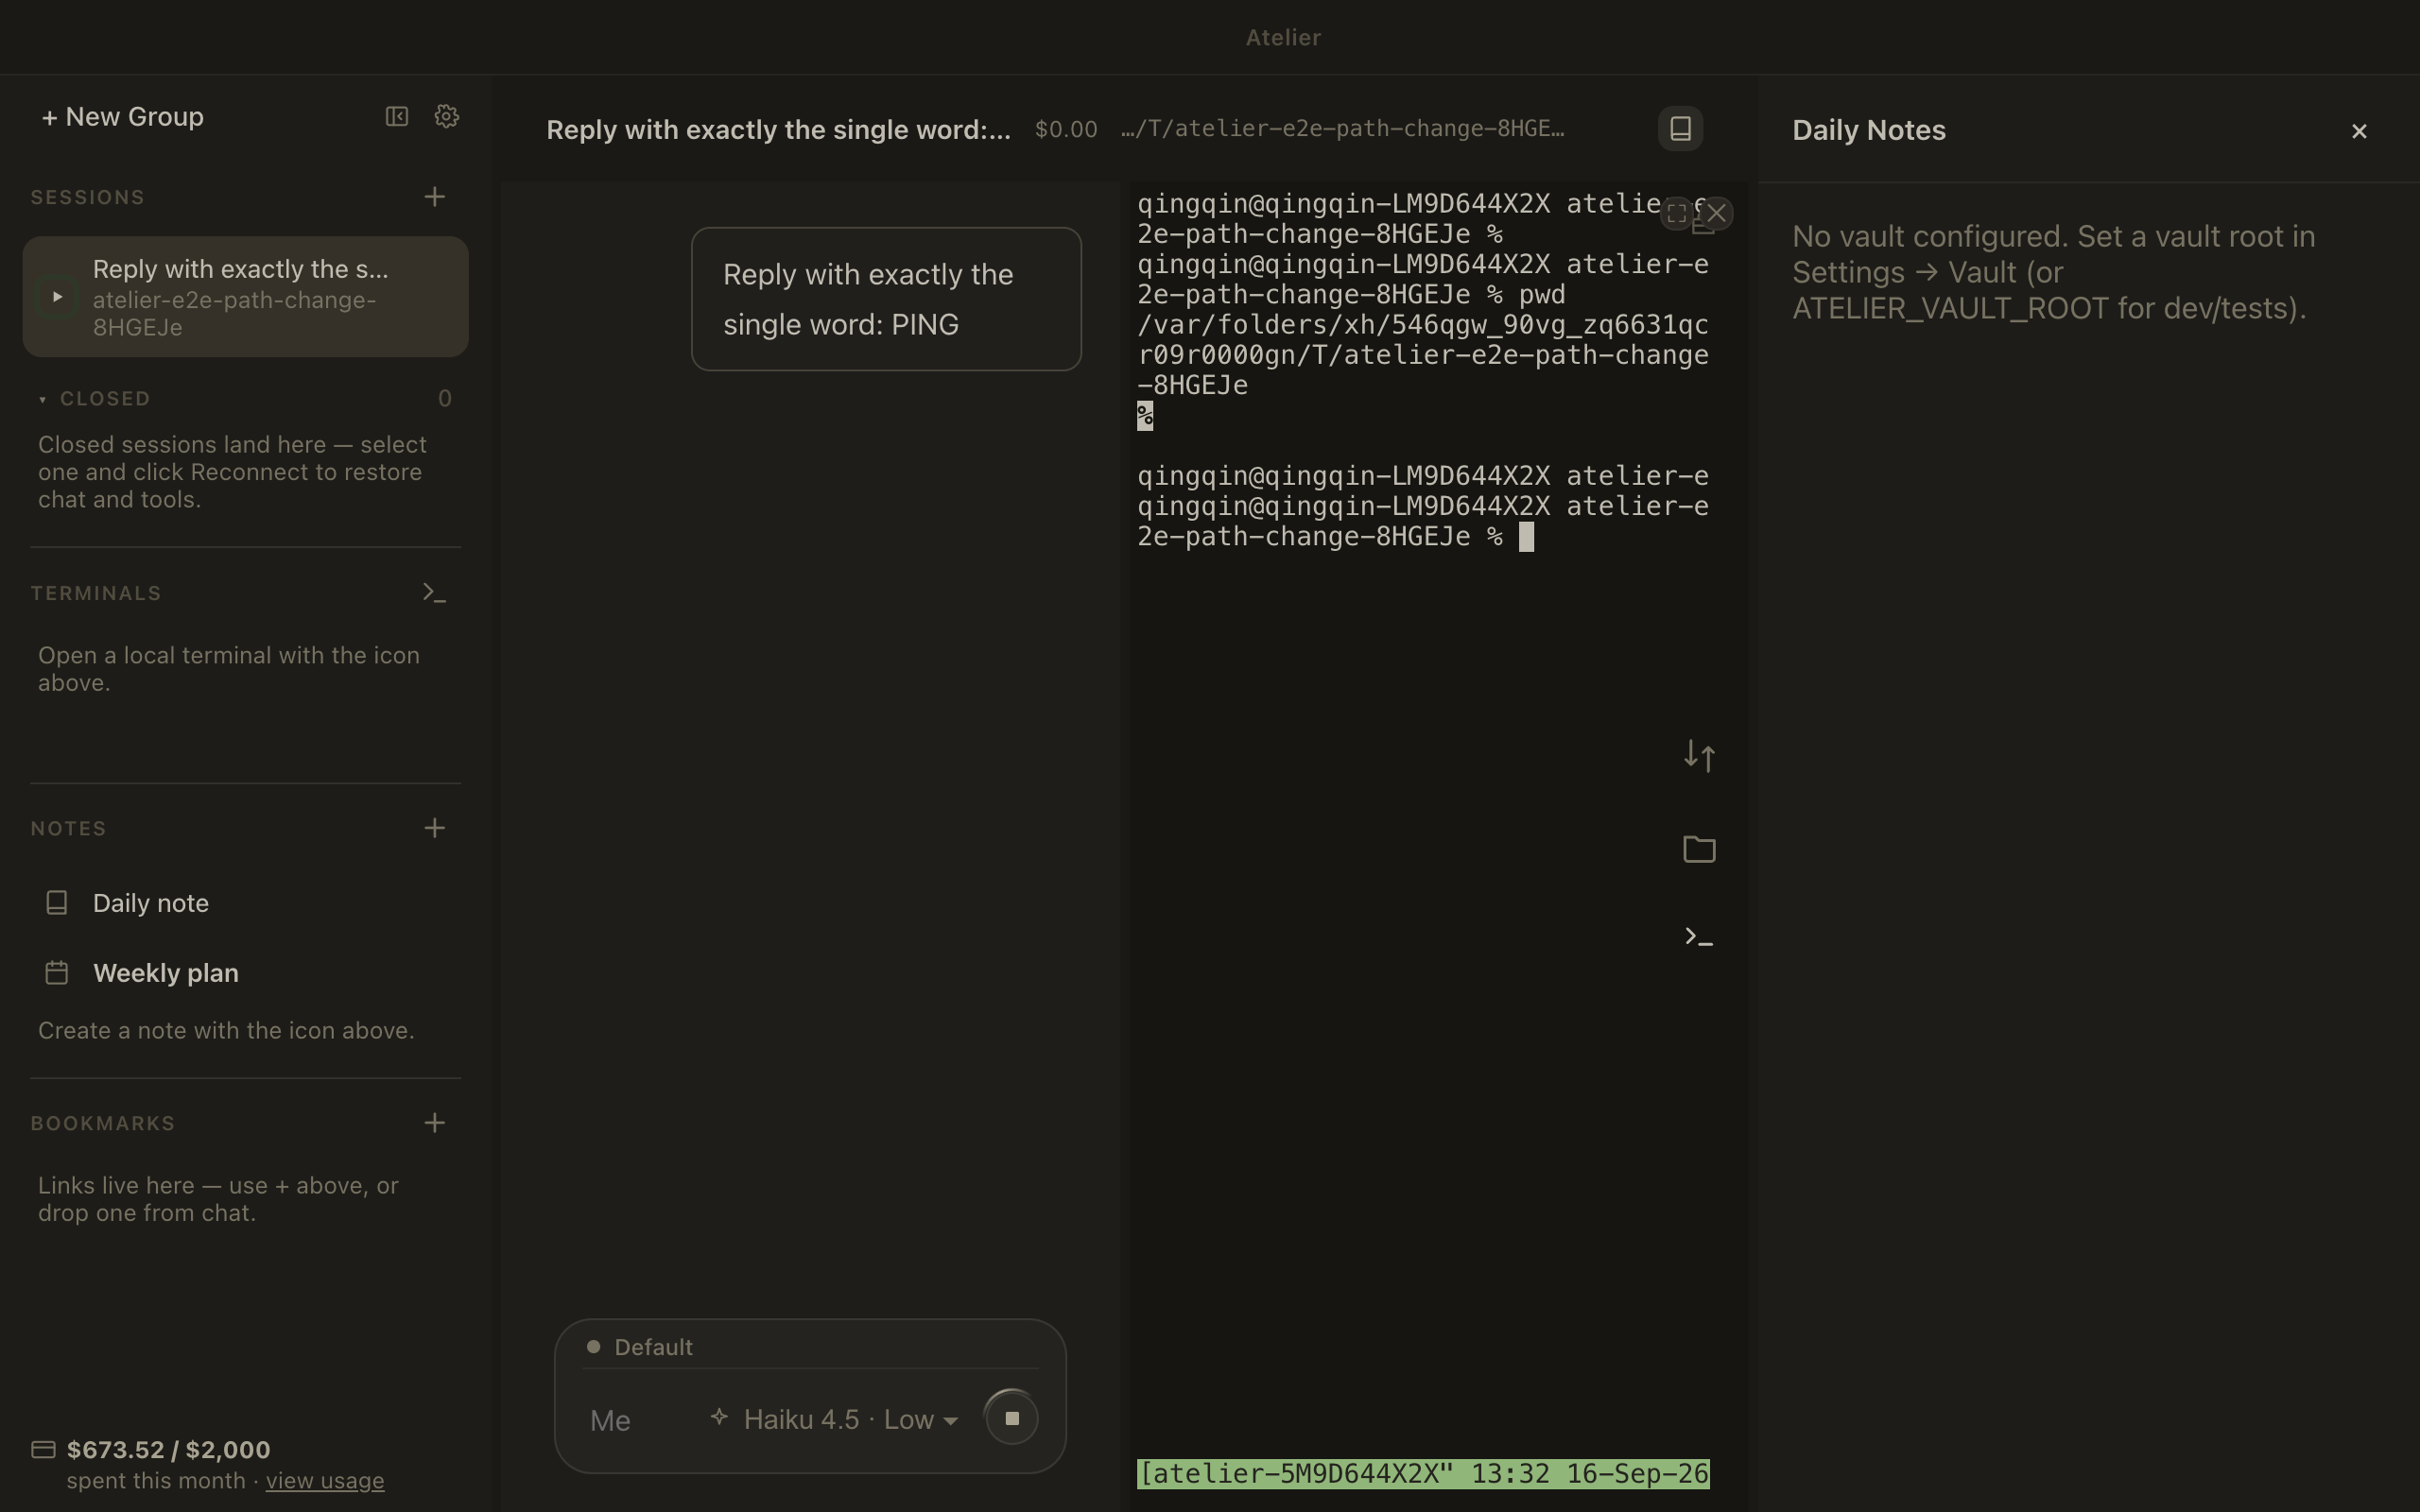 Atelier
+ New Group
SESSIONS
Reply with exactly the s...
atelier-e2e-path-change-
8HGEJe
CLOSED
0
Closed sessions land here — select
one and click Reconnect to restore
chat and tools.
TERMINALS
Open a local terminal with the icon
above.
NOTES
Daily note
Weekly plan
Create a note with the icon above.
BOOKMARKS
Links live here — use + above, or
drop one from chat.
$673.52 / $2,000
spent this month · view usage
Reply with exactly the single word:... $0.00 …/T/atelier-e2e-path-change-8HGE…
Reply with exactly the
single word: PING
Default
Me
Haiku 4.5 · Low
qingqin@qingqin-LM9D644X2X atelie
2e-path-change-8HGEJe %
qingqin@qingqin-LM9D644X2X atelier-e
2e-path-change-8HGEJe % pwd
/var/folders/xh/546qgw_90vg_zq6631qc
r09r0000gn/T/atelier-e2e-path-change
-8HGEJe
%
qingqin@qingqin-LM9D644X2X atelier-e
qingqin@qingqin-LM9D644X2X atelier-e
2e-path-change-8HGEJe %
[atelier-5M9D644X2X" 13:32 16-Sep-26
Daily Notes
No vault configured. Set a vault root in
Settings → Vault (or
ATELIER_VAULT_ROOT for dev/tests).